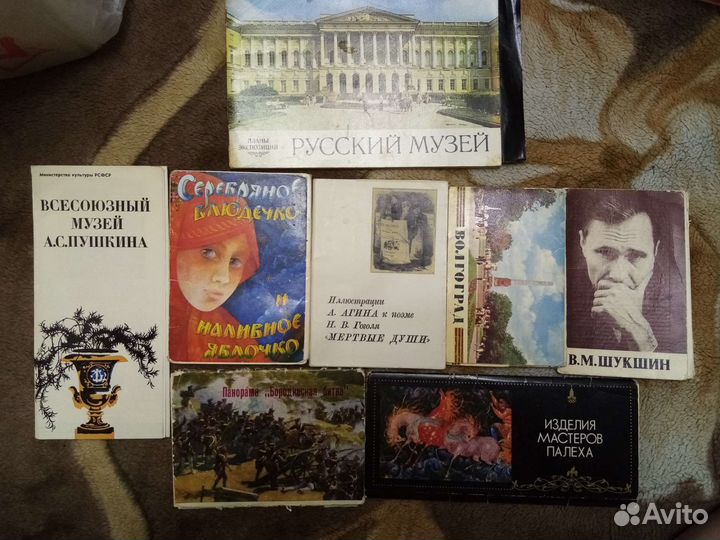 ПЛАНЫ
ЭКСПОЗИЦИЙ
РУССКИЙ МУЗЕЙ
Министерство культуры РСФСР
ВСЕСОЮЗНЫЙ
МУЗЕЙ
А.С.ПУШКИНА
СЕРЕБРЯНОЕ
БЛЮДЕЧКО
И
НАЛИВНОЕ
ЯБЛОЧКО
Иллюстрации
А. АГИНА к поэме
Н. В. Гоголя
«МЕРТВЫЕ ДУШИ»
ВОЛГОГРАД
В.М.ШУКШИН
Панорама „Бородинская битва"
ИЗДЕЛИЯ
МАСТЕРОВ
ПАЛЕХА
Avito